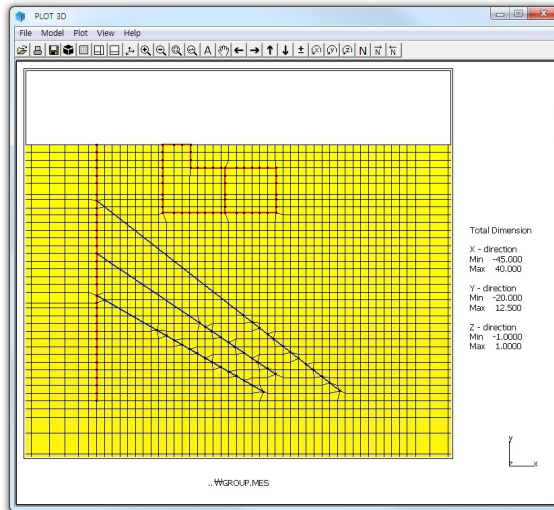 PLOT 3D
File Model Plot View Help
A ± N N N
Total Dimension
X - direction
Min -45.000
Max 40.000
Y - direction
Min -20.000
Max 12.500
Z - direction
Min -1.0000
Max 1.0000
y
z x
..₩GROUP.MES